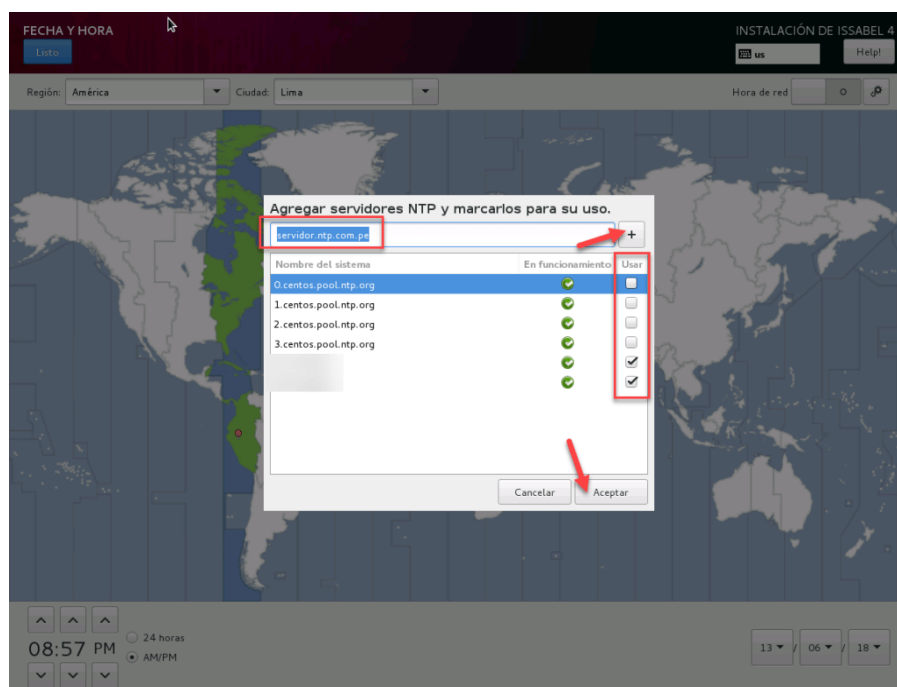 FECHA Y HORA
INSTALACIÓN DE ISSABEL 4
Listo
us
Help!
Región: América
Ciudad: Lima
Hora de red
Agregar servidores NTP y marcarlos para su uso.
servidor.ntp.com.pe
+
Nombre del sistema En funcionamiento Usar
0.centos.pool.ntp.org
1.centos.pool.ntp.org
2.centos.pool.ntp.org
3.centos.pool.ntp.org
Cancelar Aceptar
08:57 PM
24 horas
AM/PM
13 / 06 / 18